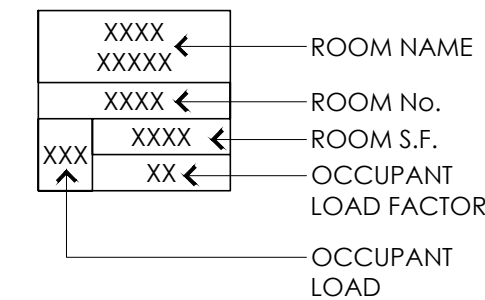 XXXX
XXXXX
ROOM NAME
XXXX
ROOM No.
XXXX
ROOM S.F.
XXX
XX
OCCUPANT
LOAD FACTOR
OCCUPANT
LOAD